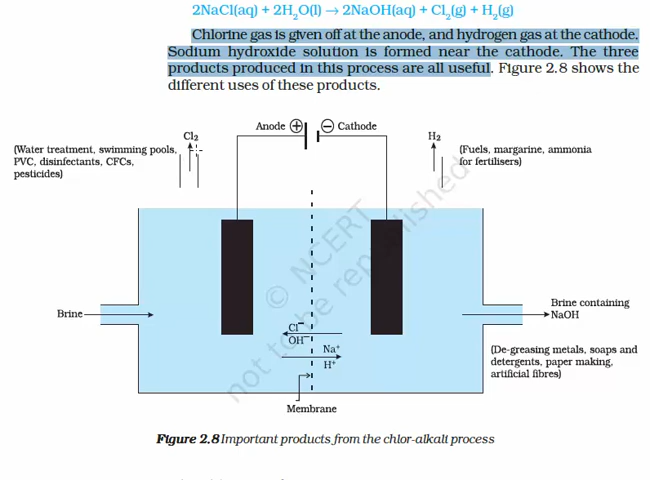 2NaCl(aq) + 2H₂O(l) → 2NaOH(aq) + Cl₂(g) + H₂(g)
Chlorine gas is given off at the anode, and hydrogen gas at the cathode.
Sodium hydroxide solution is formed near the cathode. The three
products produced in this process are all useful. Figure 2.8 shows the
different uses of these products.
Anode ⊕ ⊖ Cathode
Cl₂
H₂
(Water treatment, swimming pools,
PVC, disinfectants, CFCs,
pesticides)
(Fuels, margarine, ammonia
for fertilisers)
© NCERT
not to be republished
Brine
Brine containing
NaOH
Cl⁻
OH⁻
Na⁺
H⁺
(De-greasing metals, soaps and
detergents, paper making,
artificial fibres)
Membrane
Figure 2.8 Important products from the chlor-alkali process